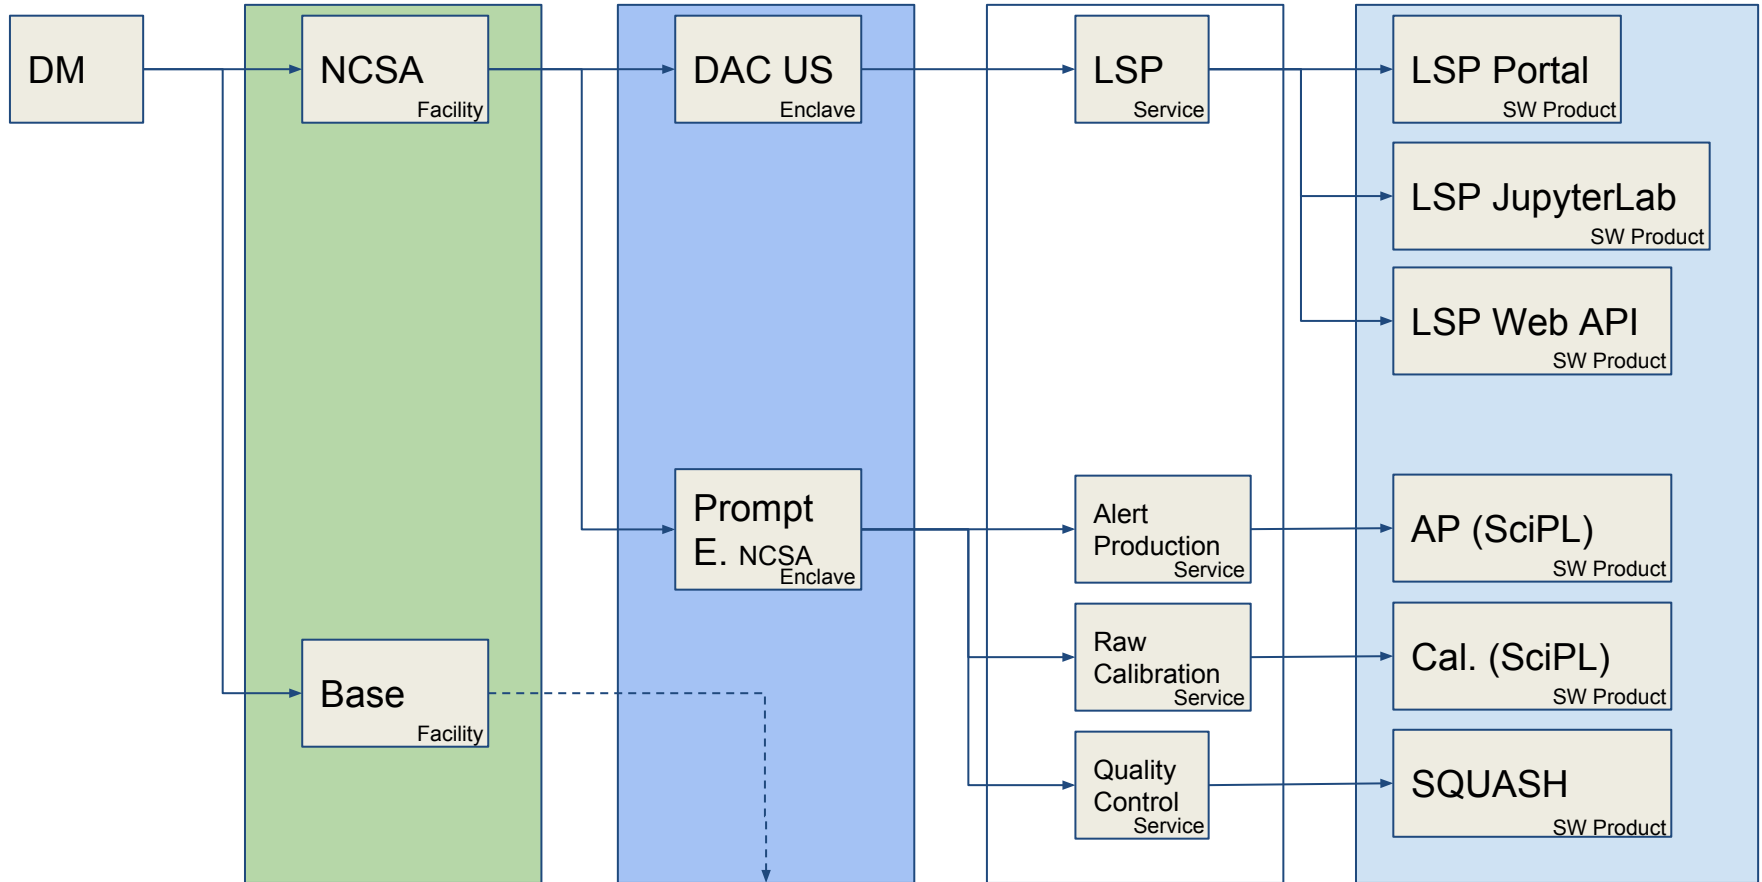 DM
NCSA
Facility
DAC US
Enclave
LSP
Service
LSP Portal
SW Product
LSP JupyterLab
SW Product
LSP Web API
SW Product
Prompt
E. NCSA
Enclave
Alert
Production
Service
AP (SciPL)
SW Product
Raw
Calibration
Service
Cal. (SciPL)
SW Product
Base
Facility
Quality
Control
Service
SQUASH
SW Product